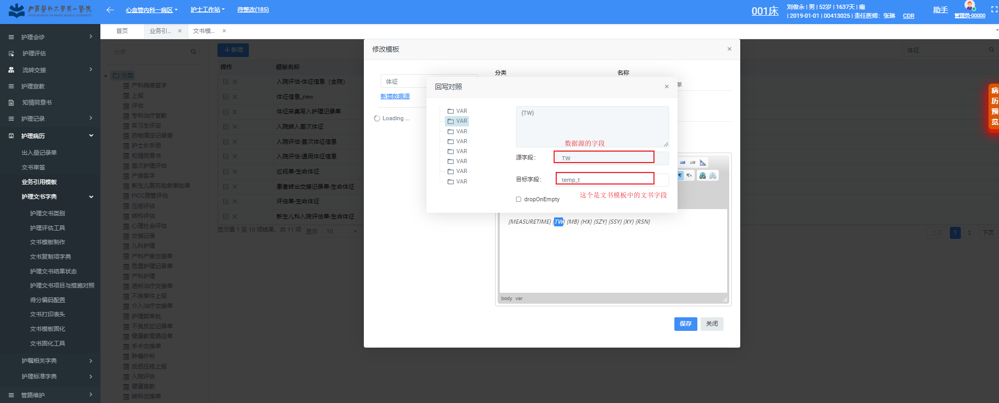 山西醫科大學第一醫院
FIRST HOSPITAL OF SHANXI MEDICAL UNIVERSITY
心血管内科一病区
护士工作站
待整改(185)
001床
刘俊永 | 男 | 52岁 | 1637天 | 瘤
| 2019-01-01 | 00413025 | 责任医师：张琳
CDR
助手
管理员-00000
护理会诊
护理评估
流转交接
护理宣教
知情同意书
护理记录
护理病历
出入量记录单
文书审签
业务引用模板
护理文书字典
护理文书类别
护理评估工具
文书模板制作
文书复制项字典
护理文书结果状态
护理文书项目与措施对照
得分编码配置
文书打印表头
文书模板固化
文书固化工具
护嘱相关字典
护理标准字典
管路维护
首页
业务引...
文书模...
分类
分类
产科病房签字
上报
评估
专科治疗宣教
实习生评定
药物滴定记录表
护士长手册
知情同意书
首次护理评估
产房签字
新生儿复苏抢救审批单
PICC置管评估
压疮评估
转科评估
心理社会评估
交接记录
儿科护理
产科产房交接单
危重护理记录单
产科护理
透析治疗交接单
不良事件上报
介入治疗交接单
护理部审批
不良反应记录单
健康教育路径单
手术交接单
肿瘤外科
皮损压疮上报
入院评估
健康宣教
转科交接单
新增
体征
操作
模板名称
入院评估-体征信息（全院）
体征信息_new
体征采集写入护理记录单
入院转入首次体征
入院评估-首次体征信息
入院评估-通用体征信息
巡视单-生命体征
患者转出交接记录单-生命体征
评估单-生命体征
新生儿科入院评估单-生命体征
显示第 1 至 10 项结果，共 11 项
显示
10
上页
1
2
下页
修改模板
体征
新增数据源
Loading ...
分类
名称
单
回写对照
VAR
VAR
VAR
VAR
VAR
VAR
VAR
VAR
{TW}
数据源的字段
源字段：
TW
目标字段：
temp_t
这个是文书模板中的文书字段
dropOnEmpty
{MEASURETIME} {TW} {MB} {HX} {SZY} {SSY} {XY} {RSN}
body var
保存
关闭
病历预览